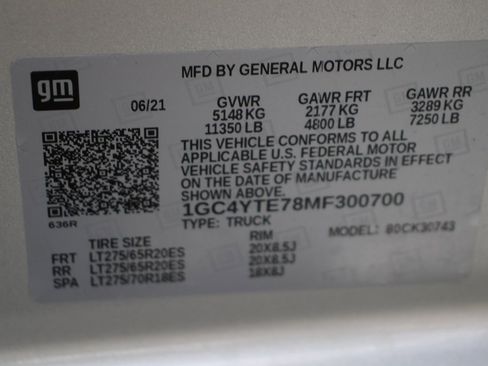 gm
MFD BY GENERAL MOTORS LLC
06/21 GVWR GAWR FRT GAWR RR
5148 KG 2177 KG 3289 KG
11350 LB 4800 LB 7250 LB
THIS VEHICLE CONFORMS TO ALL
APPLICABLE U.S. FEDERAL MOTOR
VEHICLE SAFETY STANDARDS IN EFFECT
ON THE DATE OF MANUFACTURE
SHOWN ABOVE.
1GC4YTE78MF300700
636R TYPE: TRUCK MODEL: 80CK30743
TIRE SIZE RIM
FRT LT275/65R20ES 20X8.5J
RR LT275/65R20ES 20X8.5J
SPA LT275/70R18ES 18X8J